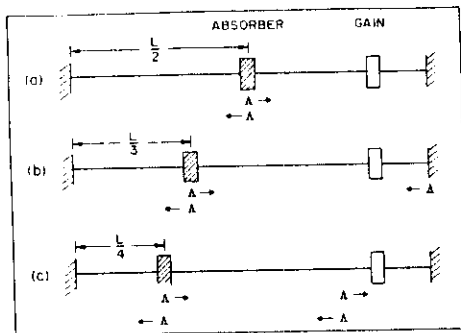 ABSORBER GAIN
L/2
(a)
Λ →
← Λ
L/3
(b)
Λ →
← Λ
← Λ
L/4
(c)
Λ → Λ →
← Λ ← Λ